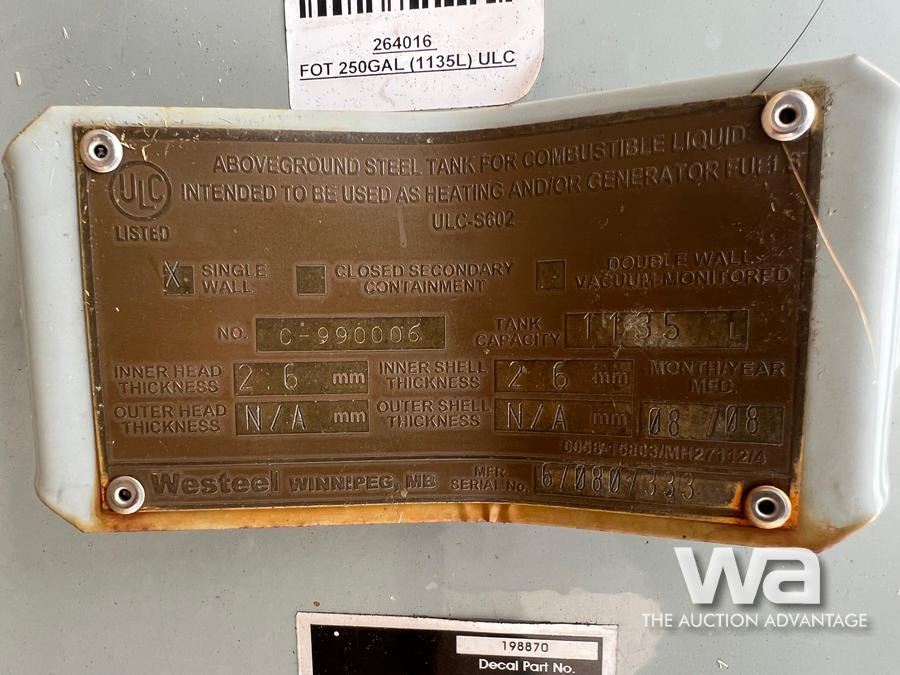 264016
FOT 250GAL (1135L) ULC
ULC
LISTED
ABOVEGROUND STEEL TANK FOR COMBUSTIBLE LIQUIDS
INTENDED TO BE USED AS HEATING AND/OR GENERATOR FUELS
ULC-S602
X SINGLE WALL
CLOSED SECONDARY CONTAINMENT
DOUBLE WALL VACUUM-MONITORED
NO. C-990006
TANK CAPACITY 1135 L
INNER HEAD THICKNESS 2.6 mm
INNER SHELL THICKNESS 2.6 mm
MONTH/YEAR MFD.
OUTER HEAD THICKNESS N/A mm
OUTER SHELL THICKNESS N/A mm
08 /08
Westeel WINNIPEG, MB
MFR. SERIAL No. 670807333
wa
THE AUCTION ADVANTAGE
198870
Decal Part No.